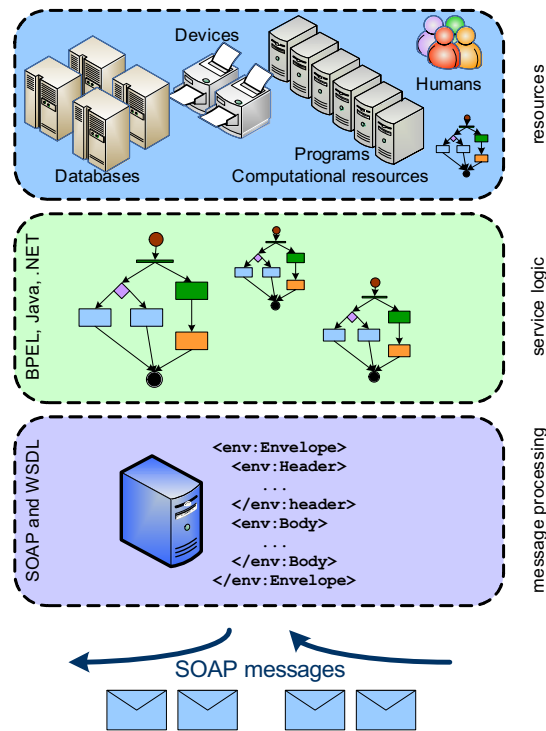 Devices
Humans
Databases
Programs
Computational resources
resources
BPEL, Java, .NET
service logic
SOAP and WSDL
<env:Envelope>
<env:Header>
...
</env:header>
<env:Body>
...
</env:Body>
</env:Envelope>
message processing
SOAP messages